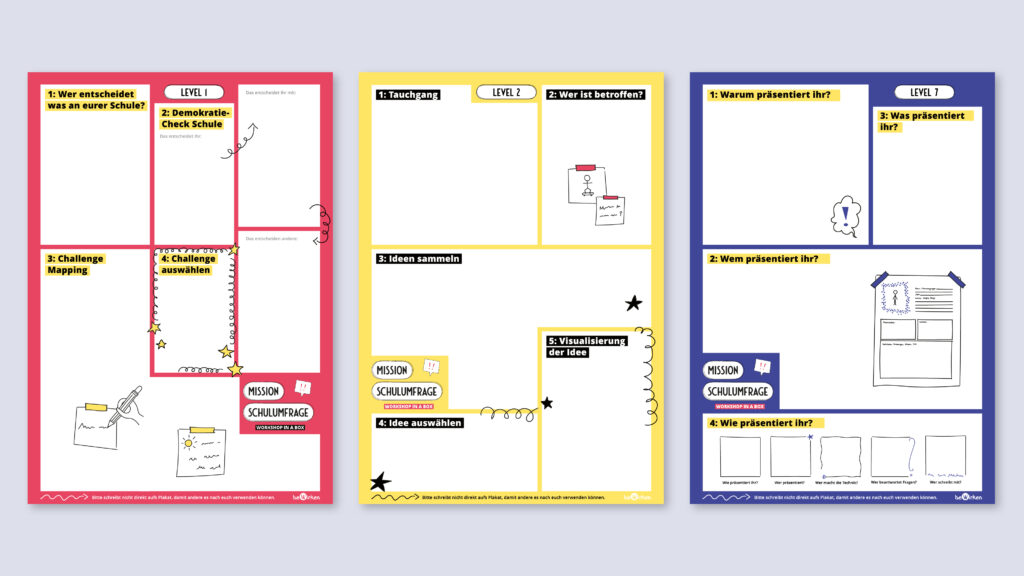 LEVEL 1
1: Wer entscheidet
was an eurer Schule?
2: Demokratie-
Check Schule
Das entscheidet ihr:
Das entscheidet ihr mit:
Das entscheiden andere:
3: Challenge
Mapping
4: Challenge
auswählen
MISSION
SCHULUMFRAGE
WORKSHOP IN A BOX
Bitte schreibt nicht direkt aufs Plakat, damit andere es nach euch verwenden können.
beWirken
LEVEL 2
1: Tauchgang
2: Wer ist betroffen?
3: Ideen sammeln
5: Visualisierung
der Idee
MISSION
SCHULUMFRAGE
WORKSHOP IN A BOX
4: Idee auswählen
Bitte schreibt nicht direkt aufs Plakat, damit andere es nach euch verwenden können.
beWirken
LEVEL 7
1: Warum präsentiert ihr?
3: Was präsentiert
ihr?
2: Wem präsentiert ihr?
MISSION
SCHULUMFRAGE
WORKSHOP IN A BOX
4: Wie präsentiert ihr?
Wie präsentiert ihr?
Wer präsentiert?
Wer macht die Technik?
Wer beantwortet Fragen?
Wer schreibt mit?
Bitte schreibt nicht direkt aufs Plakat, damit andere es nach euch verwenden können.
beWirken